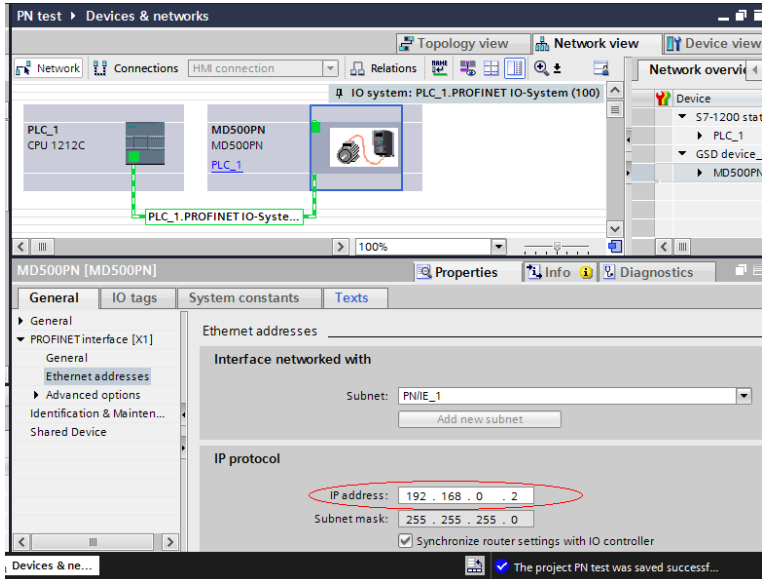 PN test ▸ Devices & networks
Topology view
Network view
Device view
Network
Connections
HMI connection
Relations
Network overvie
IO system: PLC_1.PROFINET IO-System (100)
Device
S7-1200 stat
PLC_1
GSD device_
MD500PN
PLC_1
CPU 1212C
MD500PN
MD500PN
PLC_1
PLC_1.PROFINET IO-Syste...
100%
MD500PN [MD500PN]
Properties
Info
Diagnostics
General
IO tags
System constants
Texts
General
PROFINET interface [X1]
General
Ethernet addresses
Advanced options
Identification & Mainten...
Shared Device
Ethernet addresses
Interface networked with
Subnet: PN/IE_1
Add new subnet
IP protocol
IP address: 192 . 168 . 0 . 2
Subnet mask: 255 . 255 . 255 . 0
Synchronize router settings with IO controller
Devices & ne...
The project PN test was saved successf...